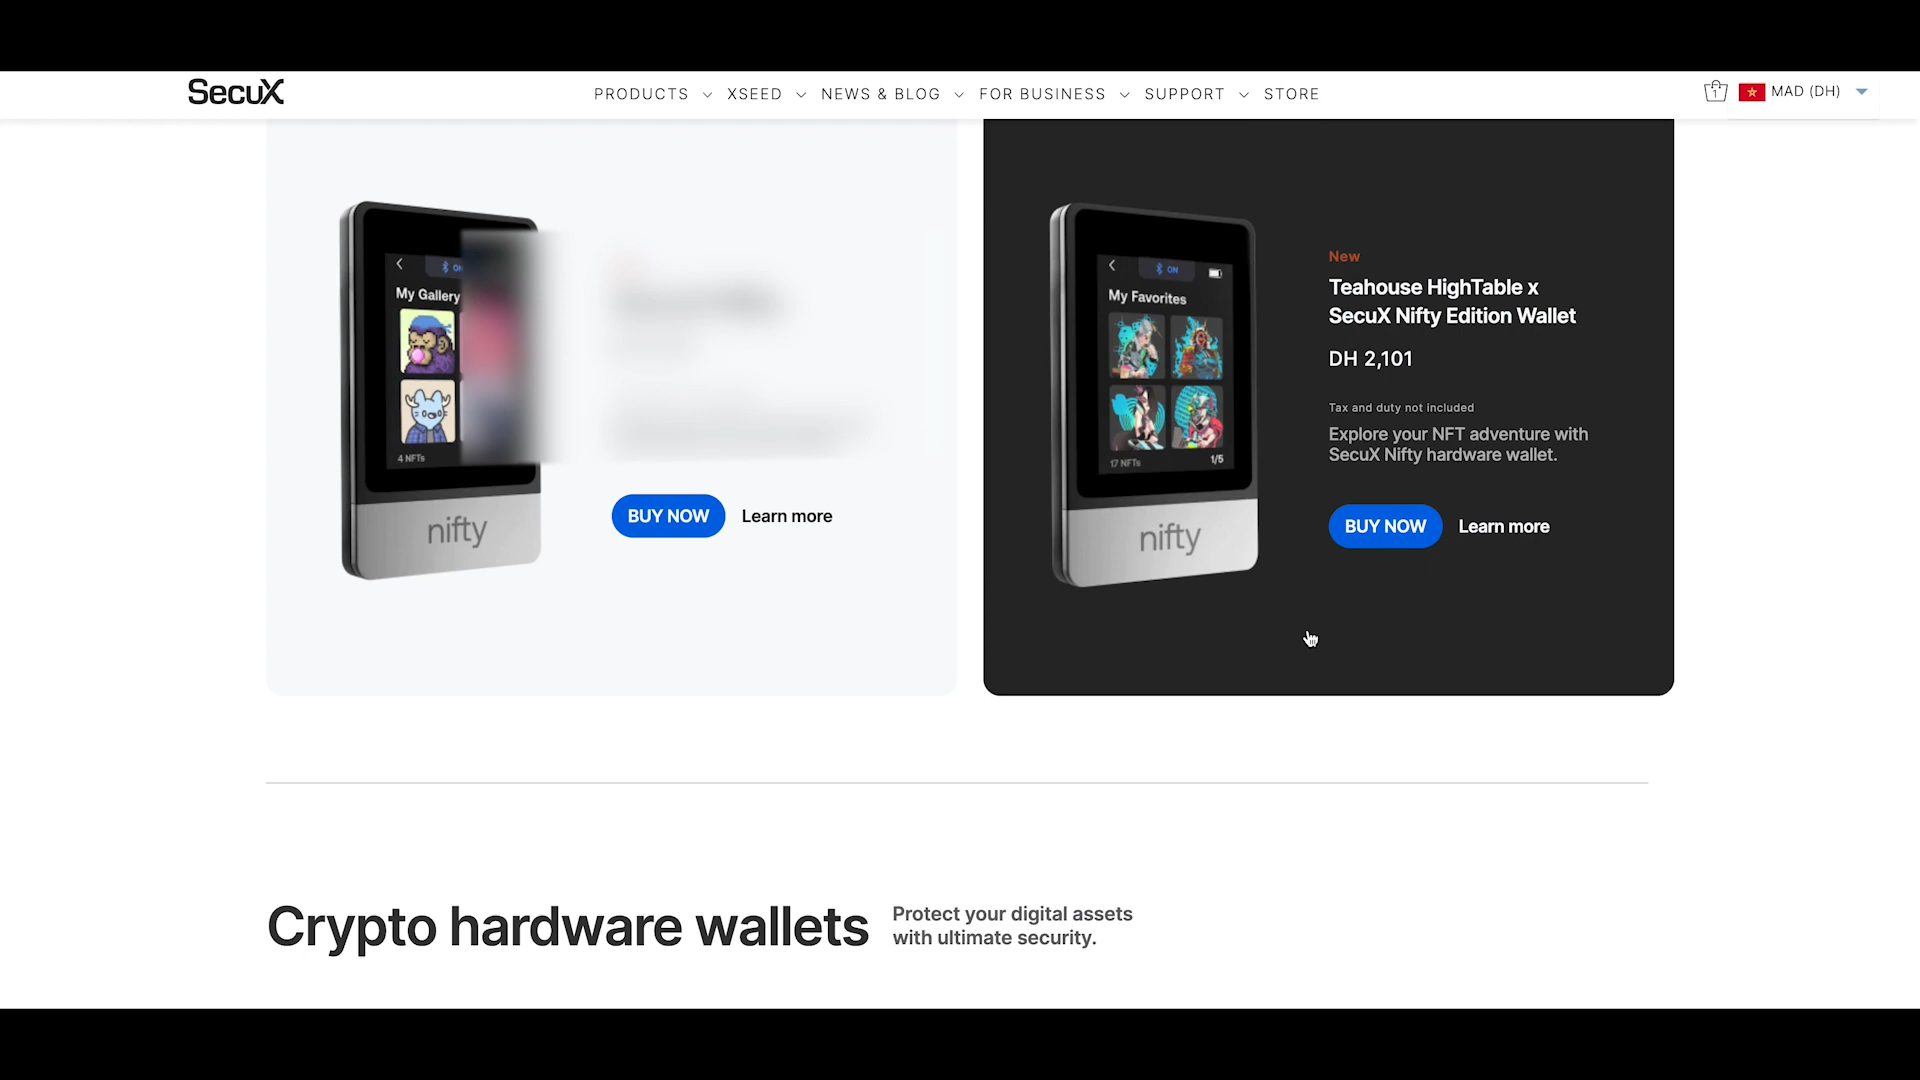 SecuX
PRODUCTS
XSEED
NEWS & BLOG
FOR BUSINESS
SUPPORT
STORE
1
MAD (DH)
ON
My Gallery
4 NFTs
nifty
BUY NOW
Learn more
ON
My Favorites
17 NFTs
1/5
nifty
New
Teahouse HighTable x
SecuX Nifty Edition Wallet
DH 2,101
Tax and duty not included
Explore your NFT adventure with
SecuX Nifty hardware wallet.
BUY NOW
Learn more
Crypto hardware wallets
Protect your digital assets
with ultimate security.